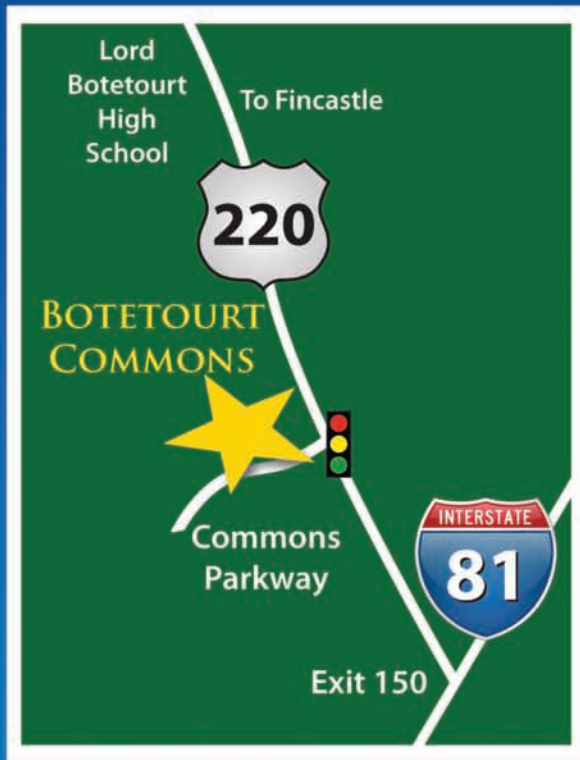 Lord
Botetourt
High
School
To Fincastle
220
BOTETOURT
COMMONS
Commons
Parkway
INTERSTATE
81
Exit 150